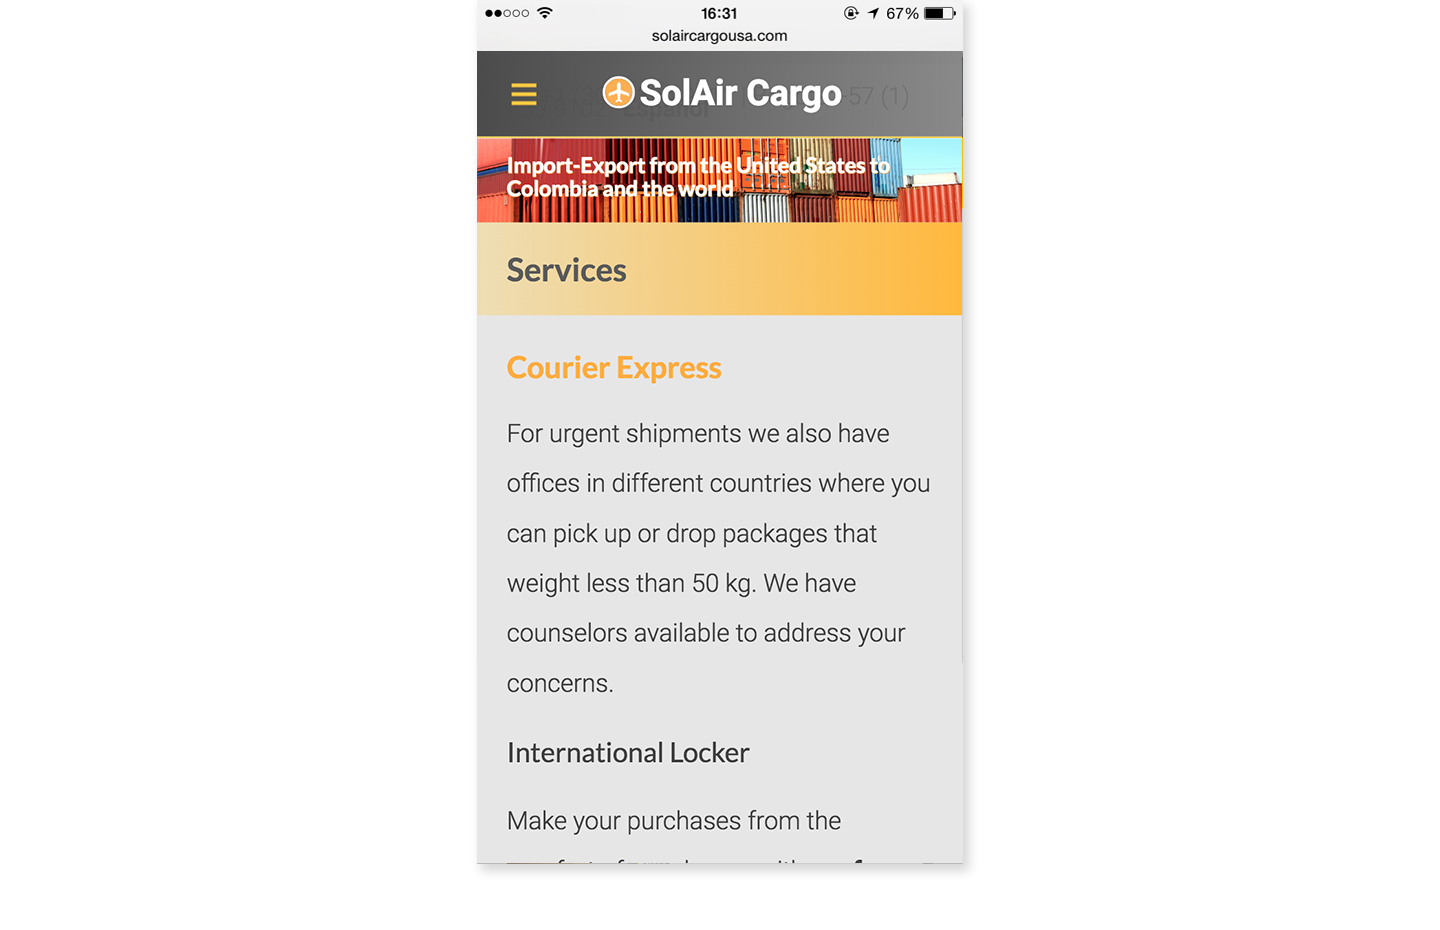 16:31
67%
solaircargousa.com
SolAir Cargo
-57 (1)
Español
Import-Export from the United States to
Colombia and the world
Services
Courier Express
For urgent shipments we also have
offices in different countries where you
can pick up or drop packages that
weight less than 50 kg. We have
counselors available to address your
concerns.
International Locker
Make your purchases from the